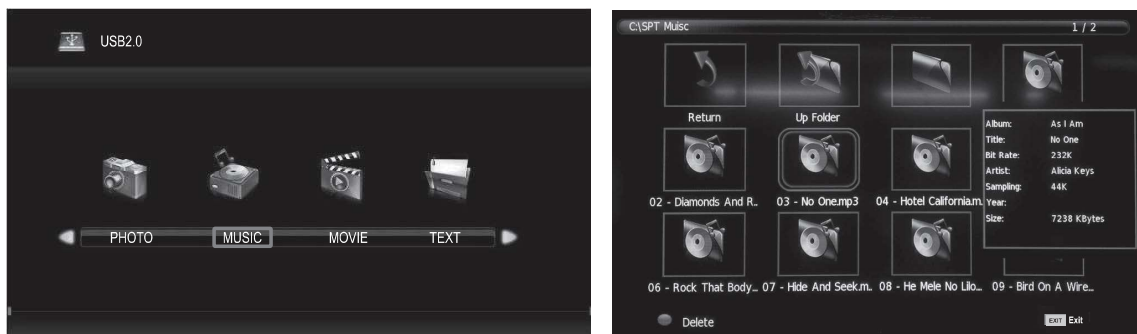 USB2.0
PHOTO MUSIC MOVIE TEXT
C:\SPT Muisc 1 / 2
Return Up Folder
Album: As I Am
Title: No One
Bit Rate: 232K
Artist: Alicia Keys
Sampling: 44K
Year:
Size: 7238 KBytes
02 - Diamonds And R.. 03 - No One.mp3 04 - Hotel California.m.
06 - Rock That Body... 07 - Hide And Seek.m.. 08 - He Mele No Lilo... 09 - Bird On A Wire...
Delete EXIT Exit